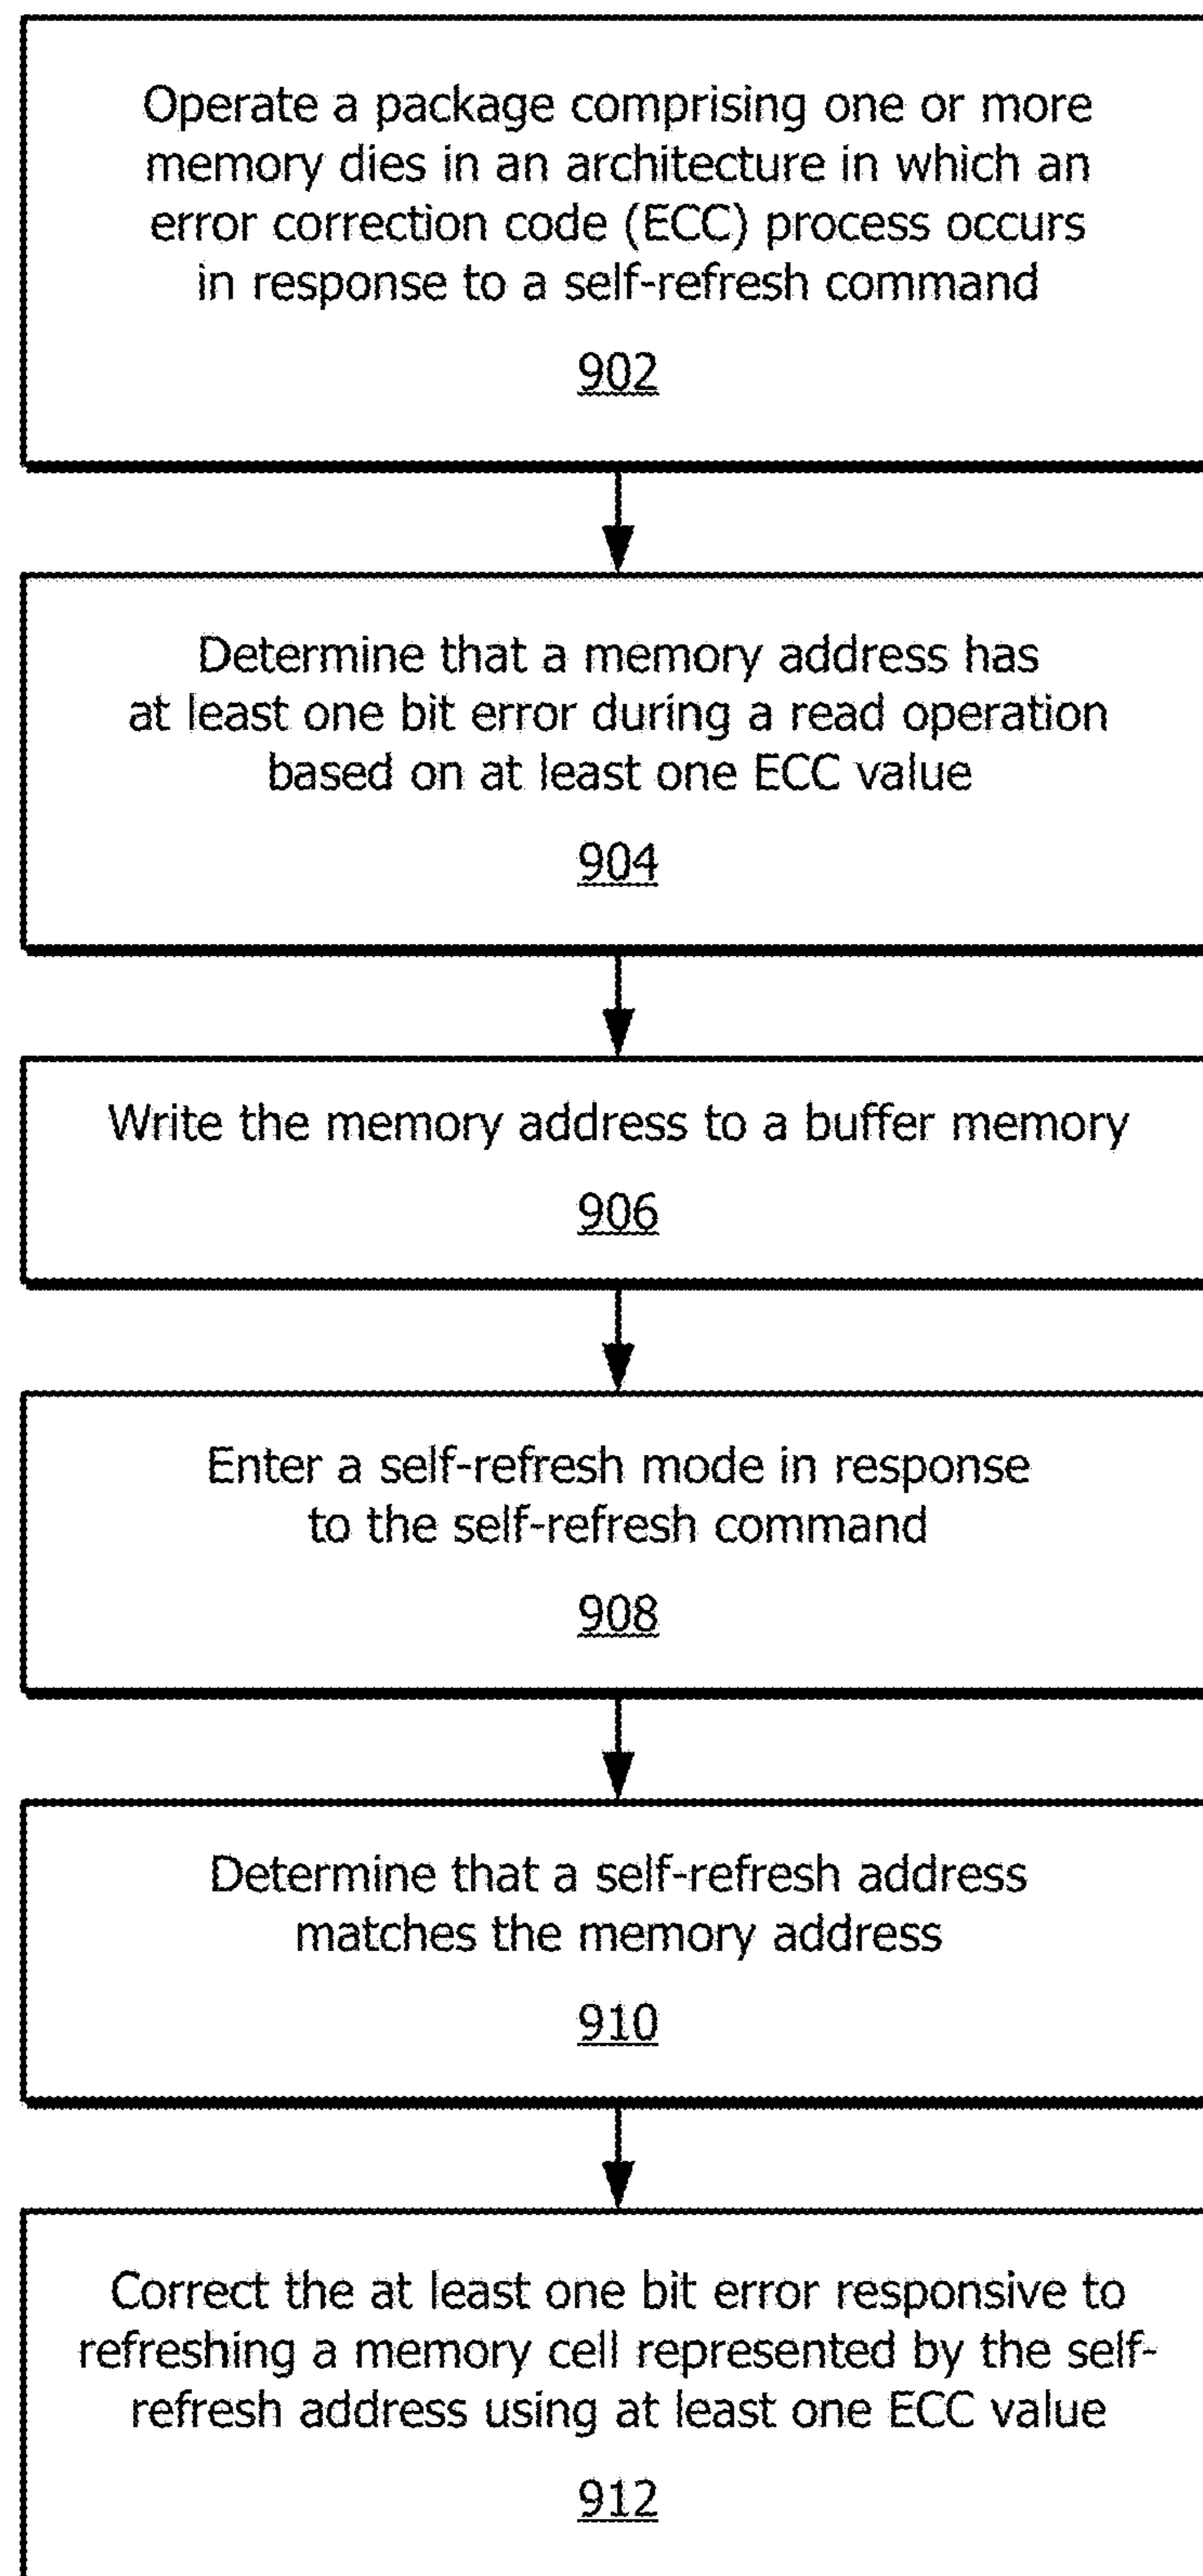 Operate a package comprising one or more
memory dies in an architecture in which an
error correction code (ECC) process occurs
in response to a self-refresh command
902
Determine that a memory address has
at least one bit error during a read operation
based on at least one ECC value
904
Write the memory address to a buffer memory
906
Enter a self-refresh mode in response
to the self-refresh command
908
Determine that a self-refresh address
matches the memory address
910
Correct the at least one bit error responsive to
refreshing a memory cell represented by the self-
refresh address using at least one ECC value
912